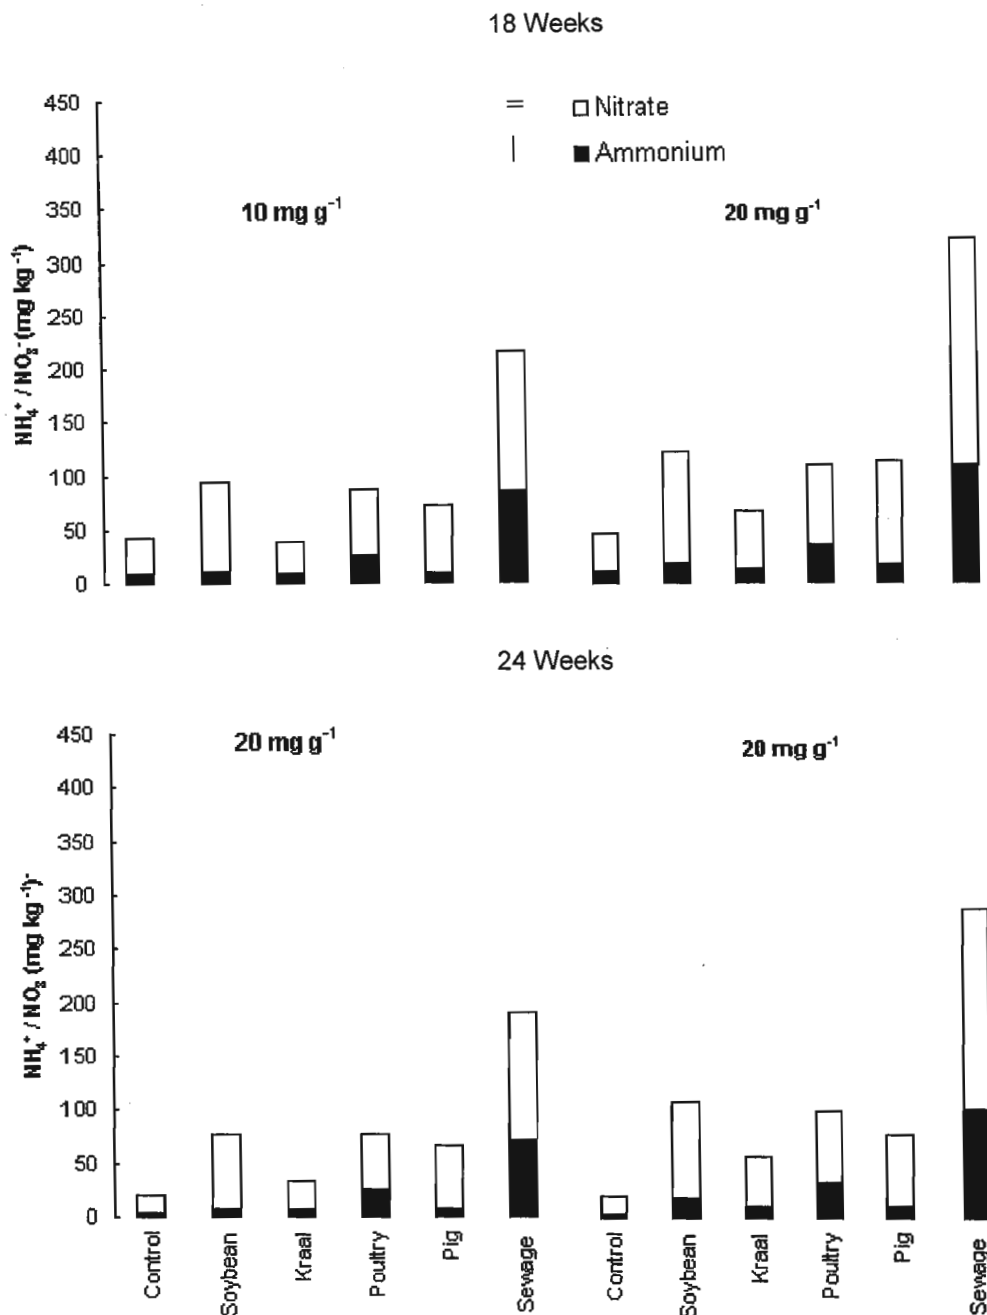 18 Weeks
= □ Nitrate
| ■ Ammonium
10 mg g⁻¹
20 mg g⁻¹
450
400
350
300
250
200
150
100
50
0
NH₄⁺ / NO₃⁻ (mg kg⁻¹)
24 Weeks
20 mg g⁻¹
20 mg g⁻¹
450
400
350
300
250
200
150
100
50
0
NH₄⁺ / NO₃ (mg kg⁻¹)⁻
Control
Soybean
Kraal
Poultry
Pig
Sewage
Control
Soybean
Kraal
Poultry
Pig
Sewage